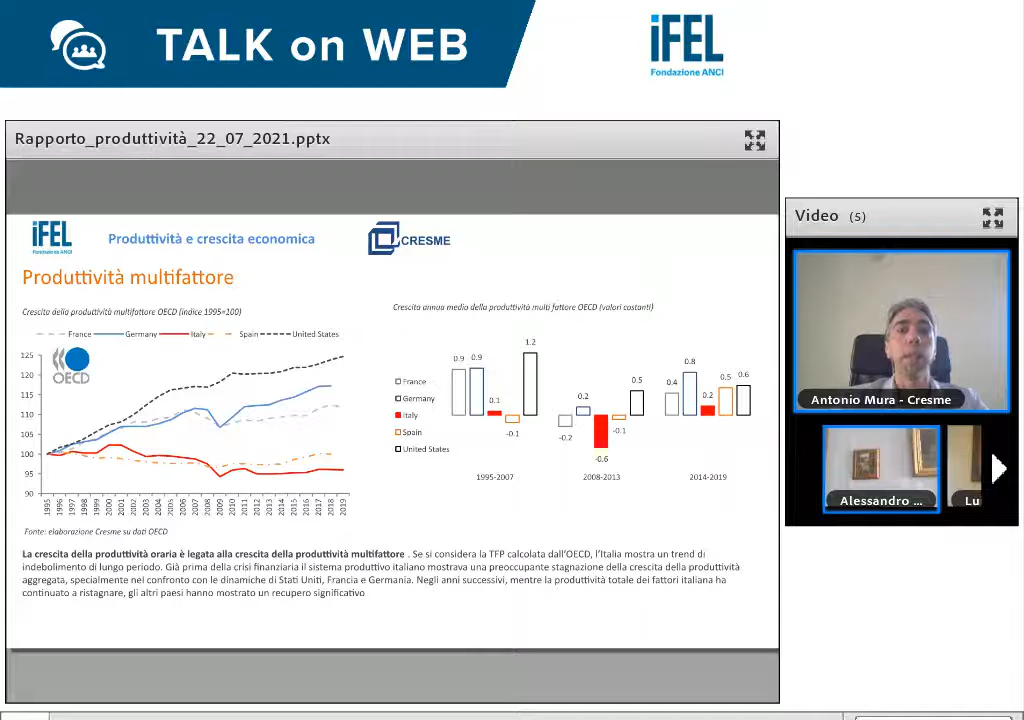 TALK on WEB
iFEL
Fondazione ANCI
Rapporto_produttività_22_07_2021.pptx
iFEL
Fondazione ANCI
Produttività e crescita economica
CRESME
Produttività multifattore
Crescita della produttività multifattore OECD (indice 1995=100)
France Germany Italy Spain United States
OECD
125
120
115
110
105
100
95
90
1995 1996 1997 1998 1999 2000 2001 2002 2003 2004 2005 2006 2007 2008 2009 2010 2011 2012 2013 2014 2015 2016 2017 2018 2019
Crescita annua media della produttività multi fattore OECD (valori costanti)
France
Germany
Italy
Spain
United States
0.9 0.9 0.1 -0.1 1.2
-0.2 0.2 -0.6 -0.1 0.5
0.4 0.8 0.2 0.5 0.6
1995-2007 2008-2013 2014-2019
Fonte: elaborazione Cresme su dati OECD
La crescita della produttività oraria è legata alla crescita della produttività multifattore . Se si considera la TFP calcolata dall'OECD, l'Italia mostra un trend di
indebolimento di lungo periodo. Già prima della crisi finanziaria il sistema produttivo italiano mostrava una preoccupante stagnazione della crescita della produttività
aggregata, specialmente nel confronto con le dinamiche di Stati Uniti, Francia e Germania. Negli anni successivi, mentre la produttività totale dei fattori italiana ha
continuato a ristagnare, gli altri paesi hanno mostrato un recupero significativo
Video (5)
Antonio Mura - Cresme
Alessandro ...
Lu